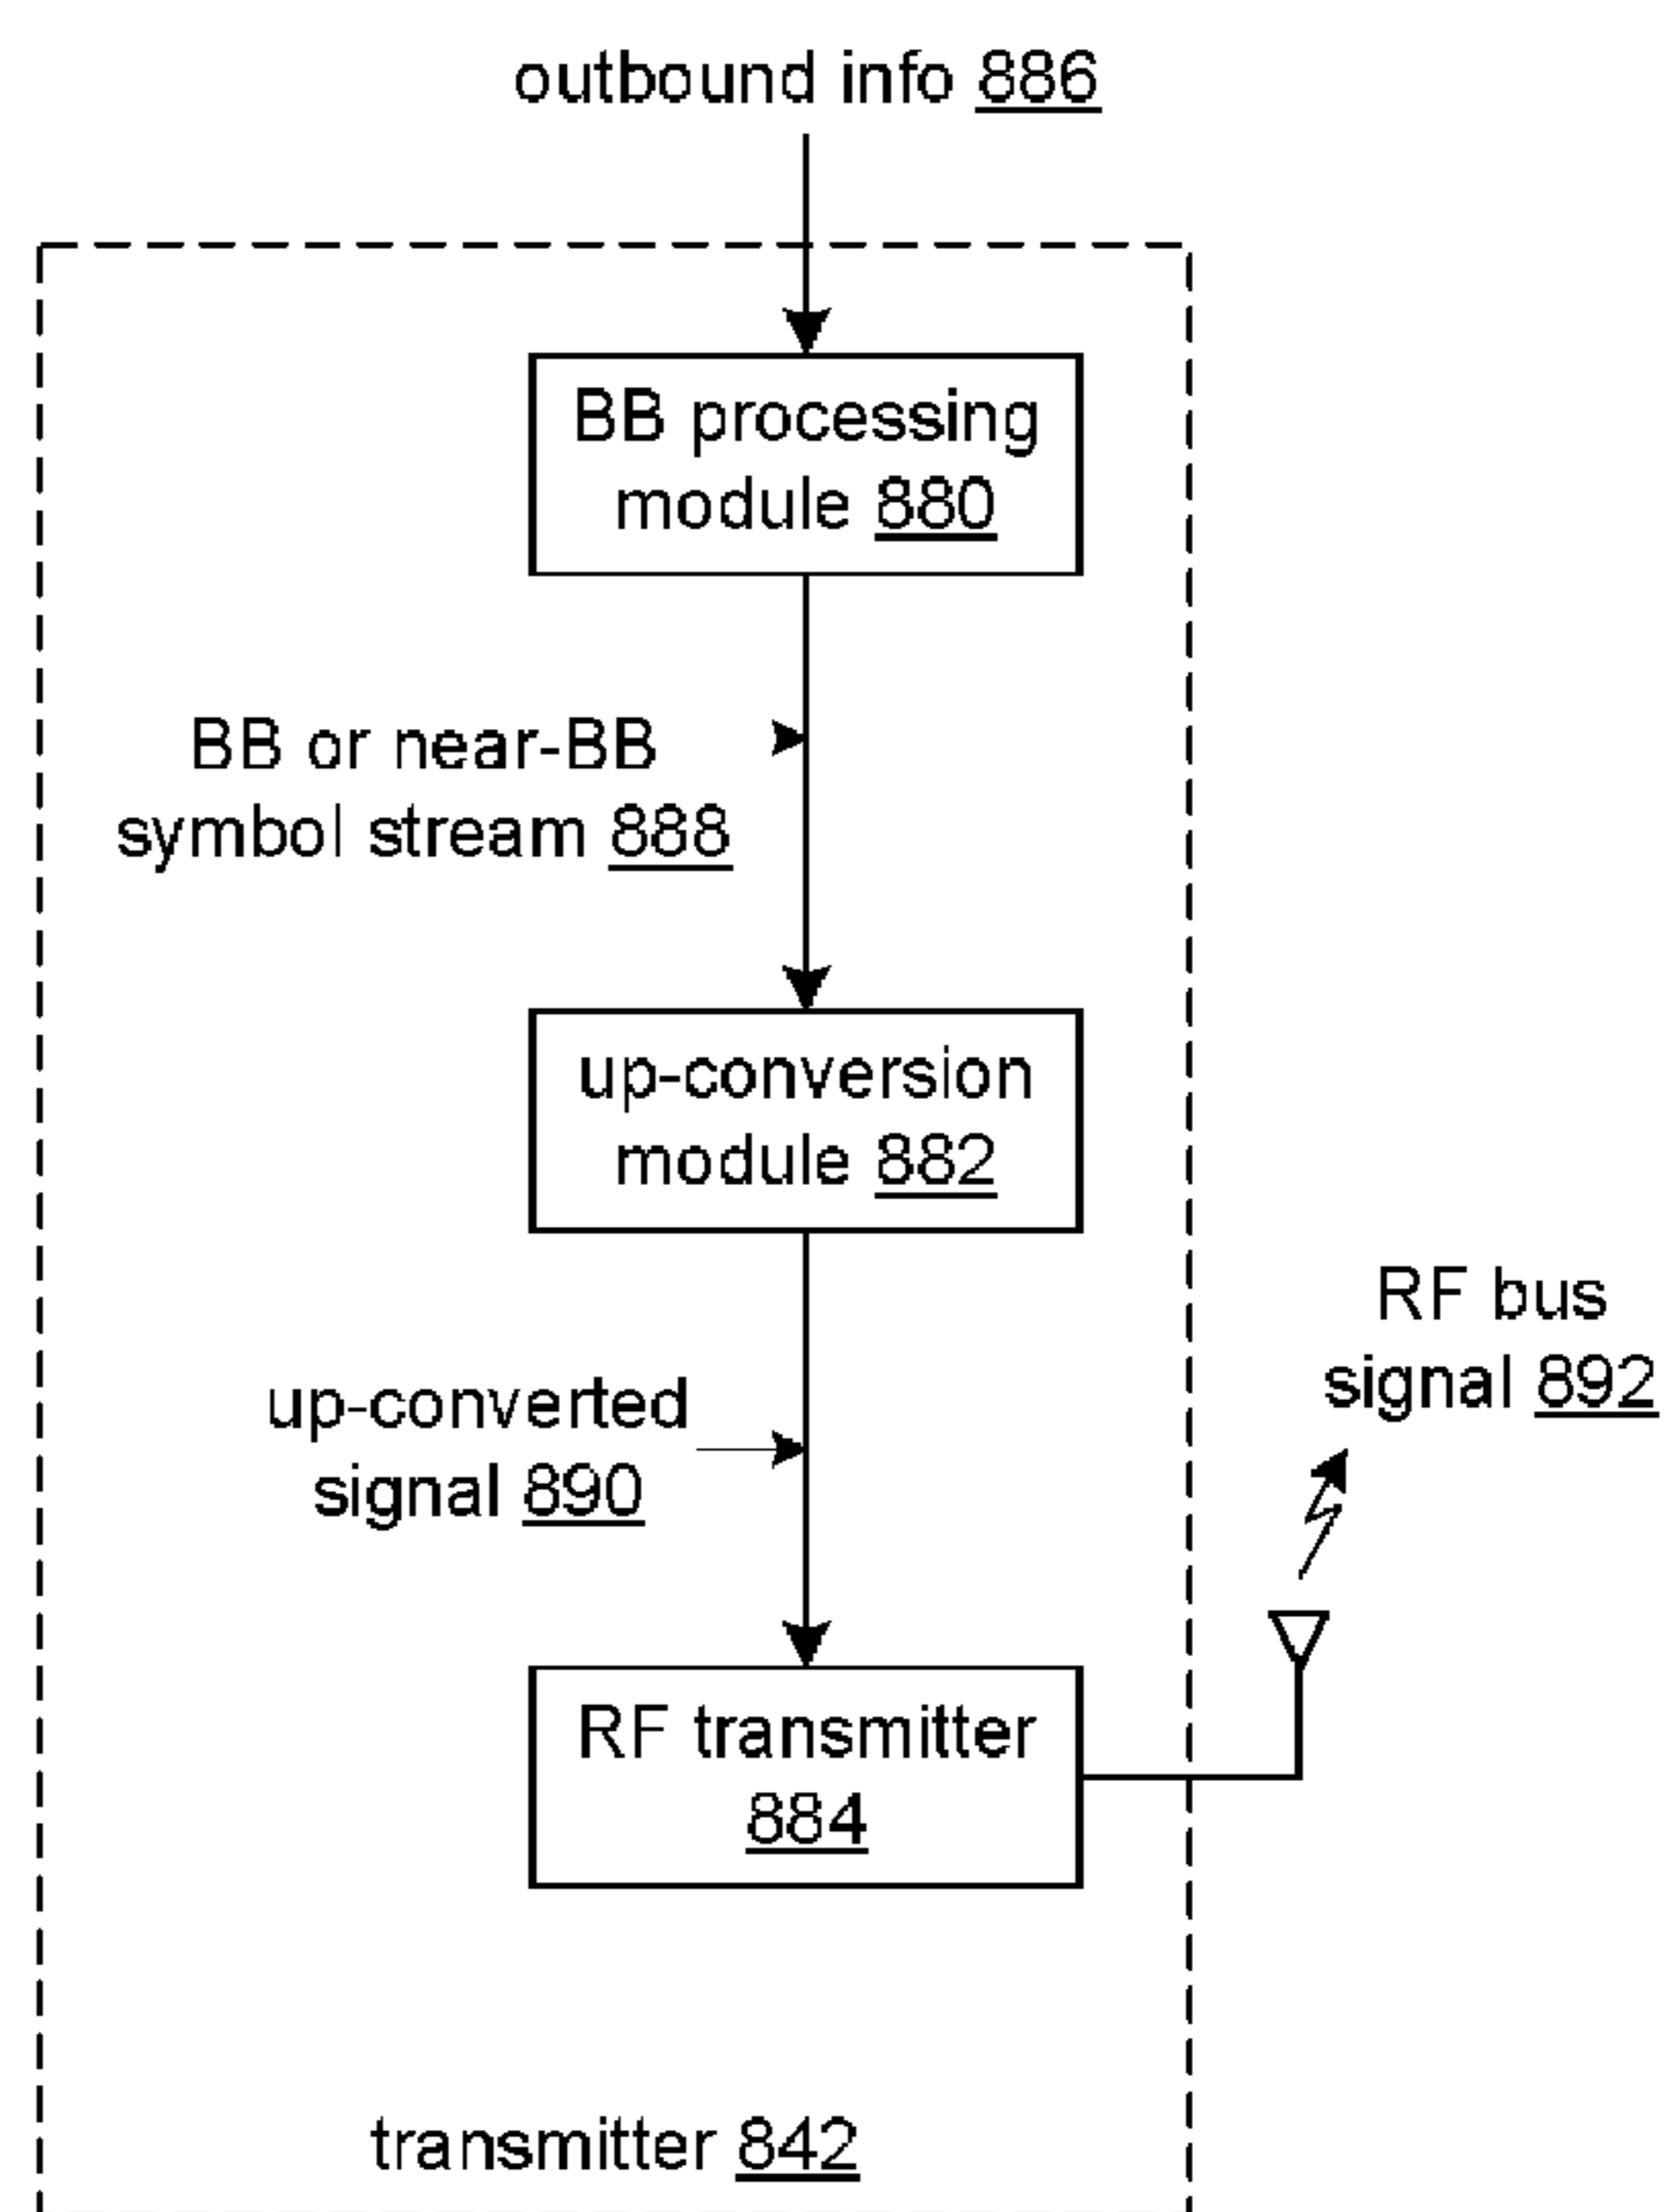 outbound info 886
BB processing
module 880
BB or near-BB
symbol stream 888
up-conversion
module 882
RF bus
signal 892
up-converted
signal 890
RF transmitter
884
transmitter 842